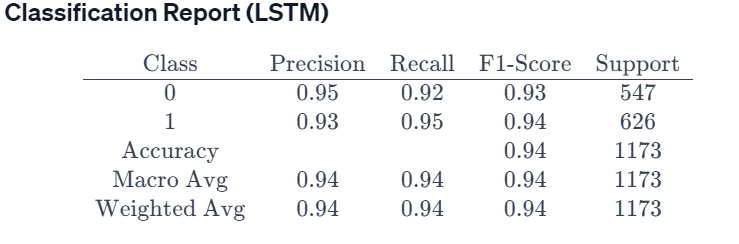 Classification Report (LSTM)
Class Precision Recall F1-Score Support
0 0.95 0.92 0.93 547
1 0.93 0.95 0.94 626
Accuracy 0.94 1173
Macro Avg 0.94 0.94 0.94 1173
Weighted Avg 0.94 0.94 0.94 1173